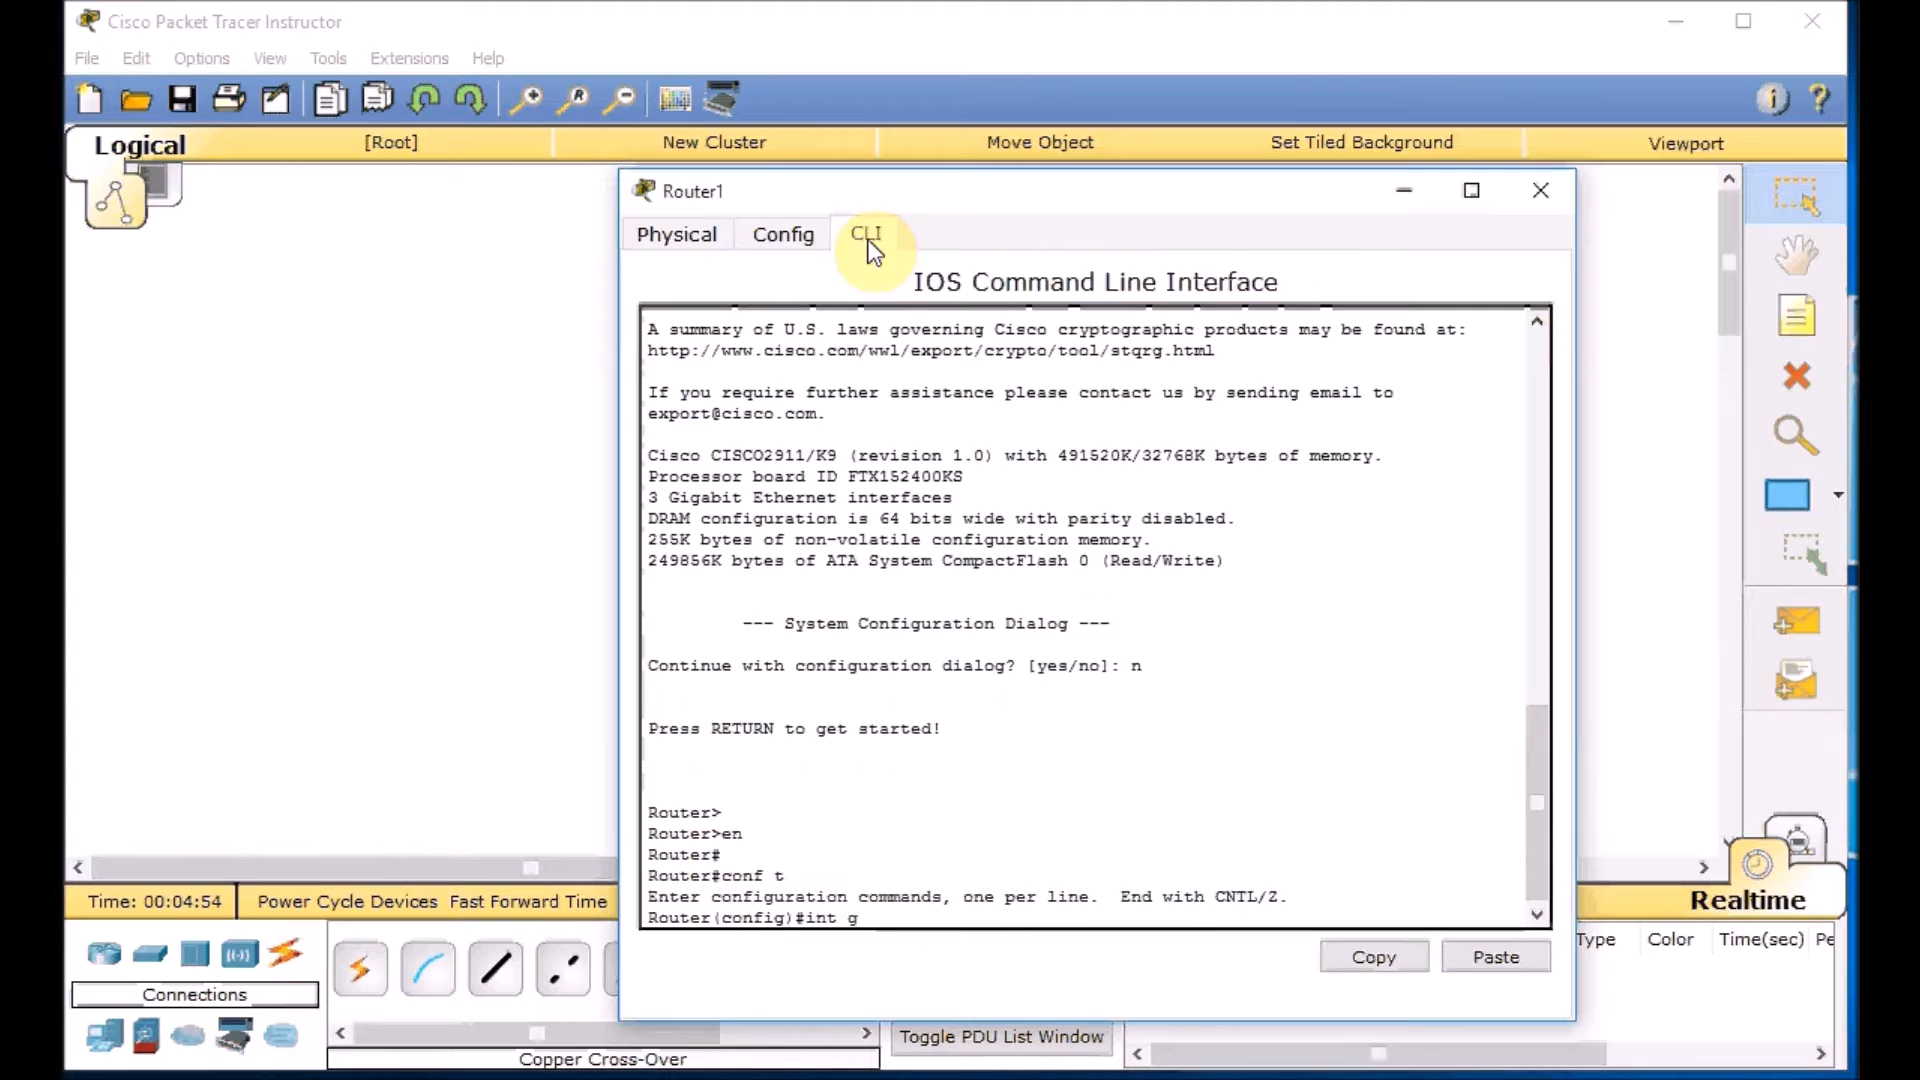 Cisco Packet Tracer Instructor
File Edit Options View Tools Extensions Help
Logical [Root] New Cluster Move Object Set Tiled Background Viewport
Router1
Physical Config CLI
IOS Command Line Interface
A summary of U.S. laws governing Cisco cryptographic products may be found at:
http://www.cisco.com/wwl/export/crypto/tool/stqrg.html
If you require further assistance please contact us by sending email to
export@cisco.com.
Cisco CISCO2911/K9 (revision 1.0) with 491520K/32768K bytes of memory.
Processor board ID FTX152400KS
3 Gigabit Ethernet interfaces
DRAM configuration is 64 bits wide with parity disabled.
255K bytes of non-volatile configuration memory.
249856K bytes of ATA System CompactFlash 0 (Read/Write)
--- System Configuration Dialog ---
Continue with configuration dialog? [yes/no]: n
Press RETURN to get started!
Router>
Router>en
Router#
Router#conf t
Enter configuration commands, one per line. End with CNTL/Z.
Router(config)#int g
Copy Paste
Time: 00:04:54 Power Cycle Devices Fast Forward Time
Realtime
Type Color Time(sec) Pe
Connections
Toggle PDU List Window
Copper Cross-Over